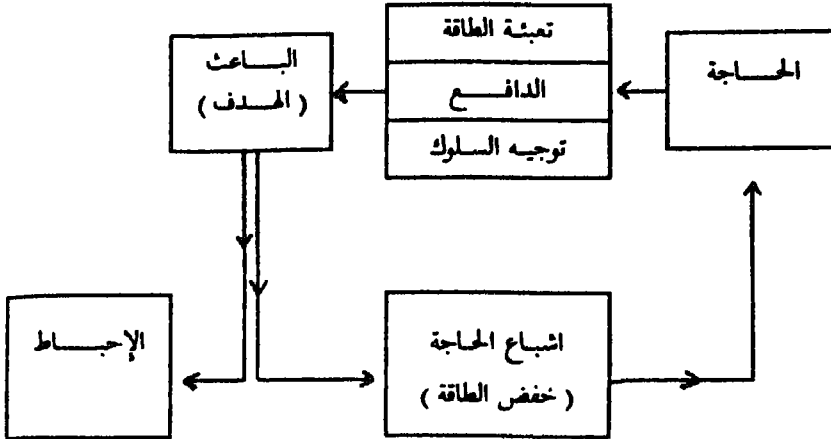 الحاجة
تعبئة الطاقة
الدافع
توجيه السلوك
الباعث
( الهدف )
الإحباط
اشباع الحاجة
( خفض الطاقة )